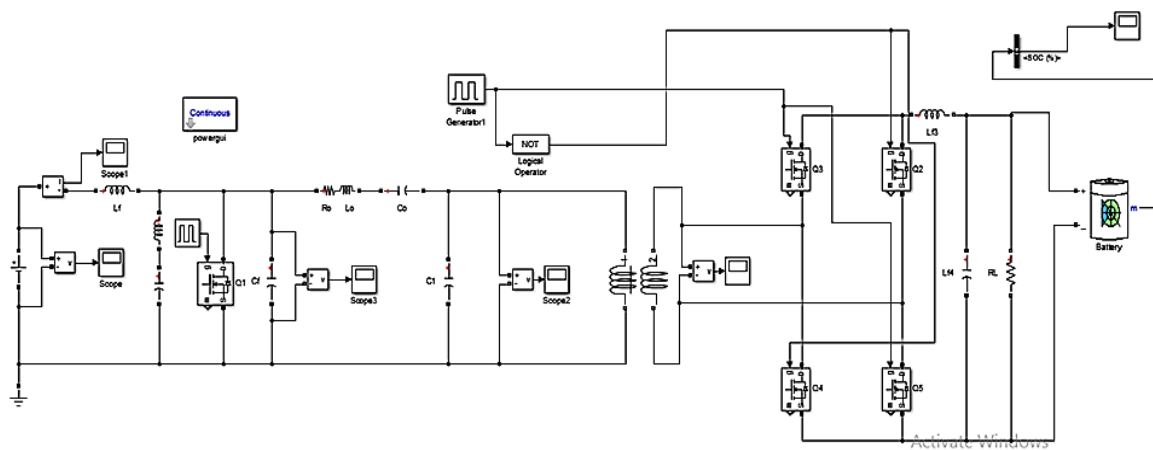 <SOC (%)>
Continuous
powergui
Pulse
Generator1
NOT
Logical
Operator
Lf3
Scope1
Q3
Q2
Lf
Ro
Lo
Co
+
m
−
Battery
Scope
Q1
Cf
Scope3
C1
Scope2
1
2
Lf4
RL
Q4
Q5
Activate Windows